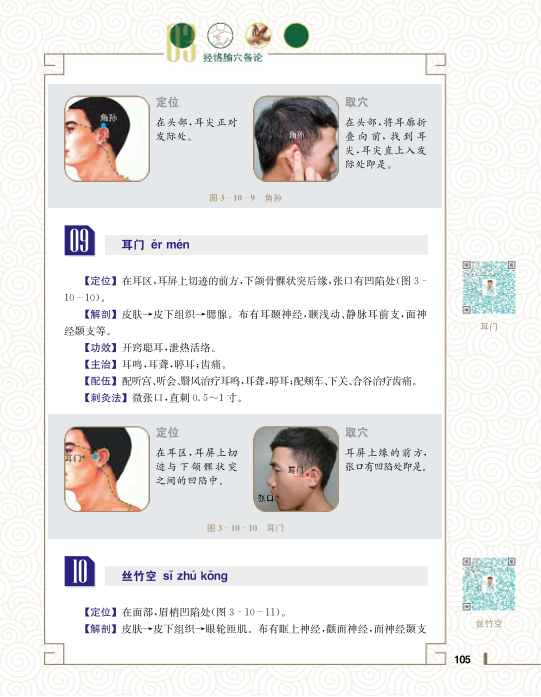 03
经络腧穴各论
定位
在头部,耳尖正对
发际处。
角孙
角孙
取穴
在头部,将耳廓折
叠向前,找到耳
尖,耳尖直上入发
际处即是。
图 3-10-9 角孙
09 耳门 ěr mén
【定位】在耳区,耳屏上切迹的前方,下颌骨髁状突后缘,张口有凹陷处(图 3-
10-10)。
【解剖】皮肤→皮下组织→腮腺。布有耳颞神经,颞浅动、静脉耳前支,面神
经颞支等。
【功效】开窍聪耳,泄热活络。
【主治】耳鸣,耳聋,聤耳;齿痛。
【配伍】配听宫、听会、翳风治疗耳鸣,耳聋,聤耳;配颊车、下关、合谷治疗齿痛。
【刺灸法】微张口,直刺 0.5～1 寸。
耳门
定位
在耳区,耳屏上切
迹与下颌髁状突
之间的凹陷中。
耳门
耳门
张口
取穴
耳屏上缘的前方,
张口有凹陷处即是。
图 3-10-10 耳门
10 丝竹空 sī zhú kōng
【定位】在面部,眉梢凹陷处(图 3-10-11)。
【解剖】皮肤→皮下组织→眼轮匝肌。布有眶上神经,颧面神经,面神经颞支
丝竹空
105